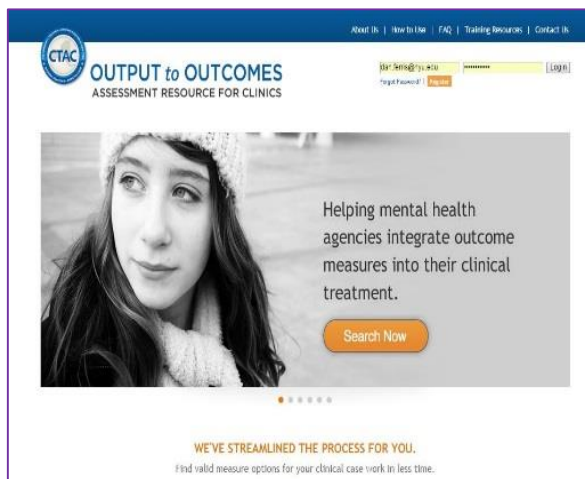 About Us | How to Use | FAQ | Training Resources | Contact Us
CTAC
OUTPUT to OUTCOMES
ASSESSMENT RESOURCE FOR CLINICS
Login
Forgot Password? | Register
Helping mental health
agencies integrate outcome
measures into their clinical
treatment.
Search Now
WE'VE STREAMLINED THE PROCESS FOR YOU.
Find valid measure options for your clinical case work in less time.